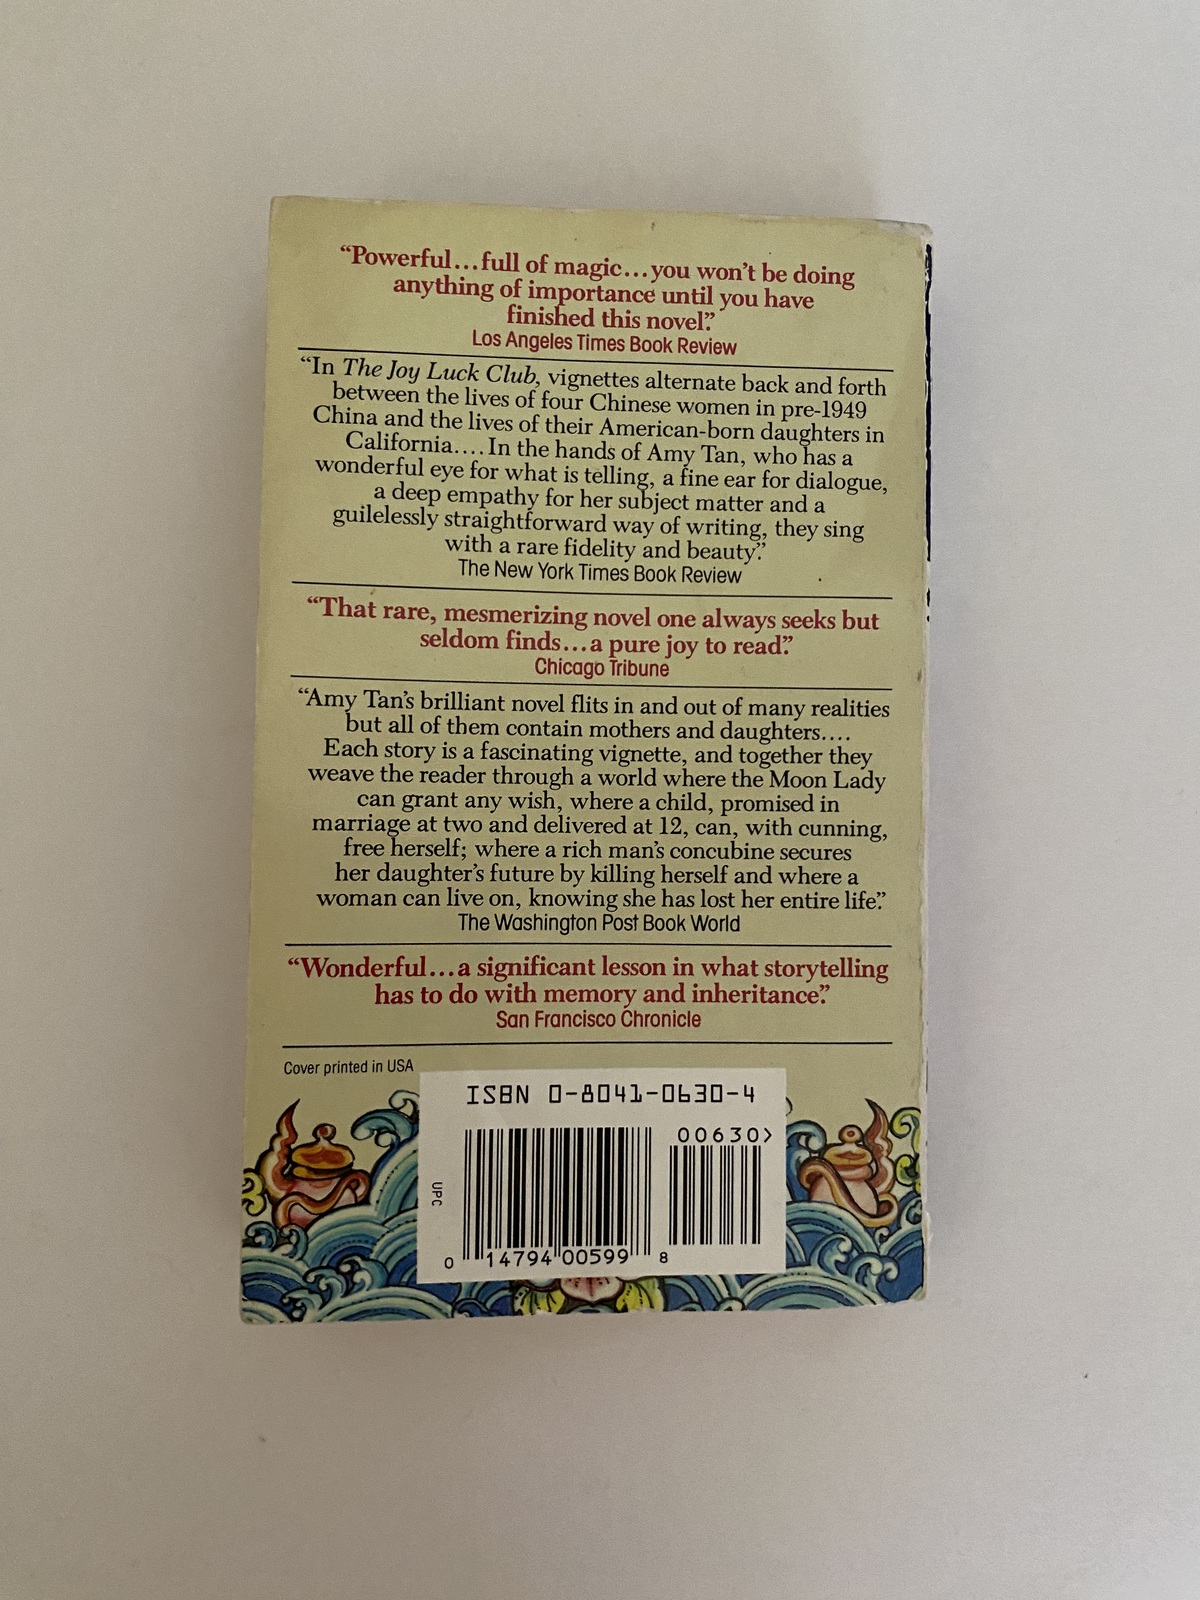 “Powerful...full of magic...you won’t be doing
anything of importance until you have
finished this novel.”
Los Angeles Times Book Review
“In The Joy Luck Club, vignettes alternate back and forth
between the lives of four Chinese women in pre-1949
China and the lives of their American-born daughters in
California....In the hands of Amy Tan, who has a
wonderful eye for what is telling, a fine ear for dialogue,
a deep empathy for her subject matter and a
guilelessly straightforward way of writing, they sing
with a rare fidelity and beauty.”
The New York Times Book Review
“That rare, mesmerizing novel one always seeks but
seldom finds...a pure joy to read.”
Chicago Tribune
“Amy Tan’s brilliant novel flits in and out of many realities
but all of them contain mothers and daughters....
Each story is a fascinating vignette, and together they
weave the reader through a world where the Moon Lady
can grant any wish, where a child, promised in
marriage at two and delivered at 12, can, with cunning,
free herself; where a rich man’s concubine secures
her daughter’s future by killing herself and where a
woman can live on, knowing she has lost her entire life.”
The Washington Post Book World
“Wonderful...a significant lesson in what storytelling
has to do with memory and inheritance.”
San Francisco Chronicle
Cover printed in USA
ISBN 0-8041-0630-4
00630>
UPC
0 14794 00599 8